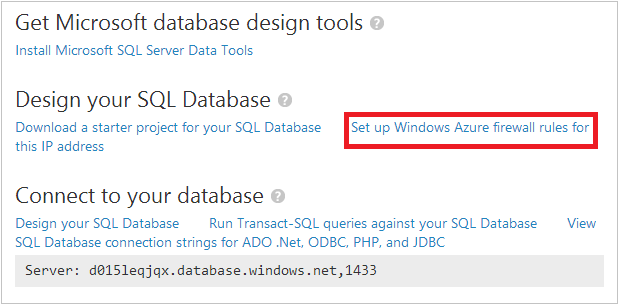 Get Microsoft database design tools ?
Install Microsoft SQL Server Data Tools
Design your SQL Database ?
Download a starter project for your SQL Database Set up Windows Azure firewall rules for
this IP address
Connect to your database ?
Design your SQL Database Run Transact-SQL queries against your SQL Database View
SQL Database connection strings for ADO .Net, ODBC, PHP, and JDBC
Server: d015leqjqx.database.windows.net,1433